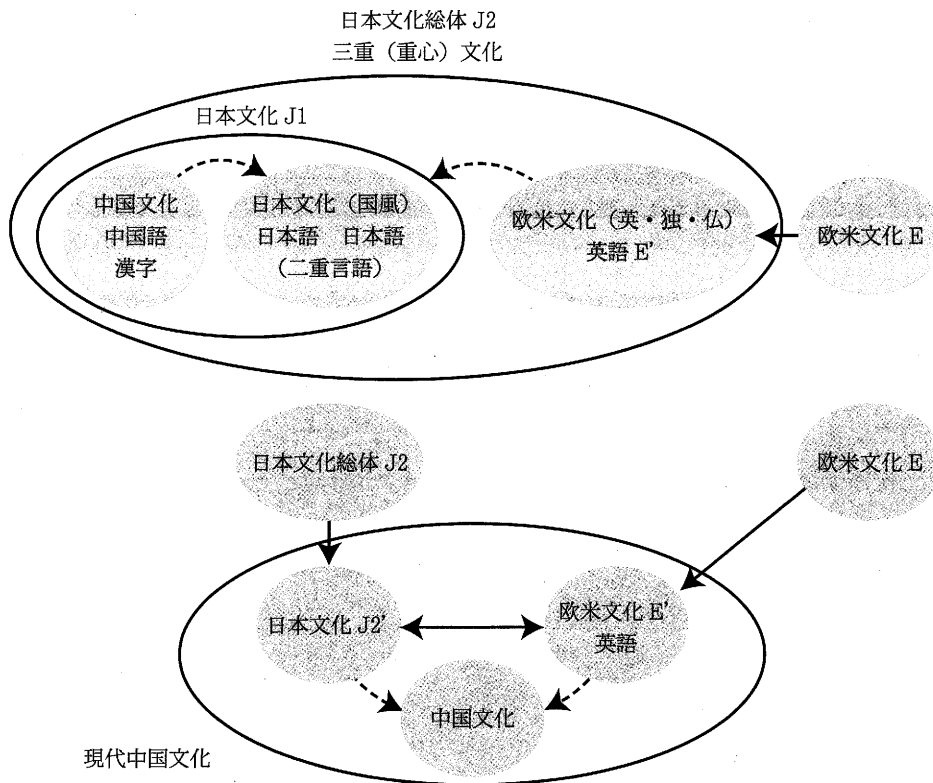 日本文化総体 J2
三重(重心)文化
日本文化 J1
中国文化
中国語
漢字
日本文化(国風)
日本語 日本語
(二重言語)
欧米文化(英・独・仏)
英語 E'
欧米文化 E
日本文化総体 J2
欧米文化 E
日本文化 J2'
欧米文化 E'
英語
中国文化
現代中国文化